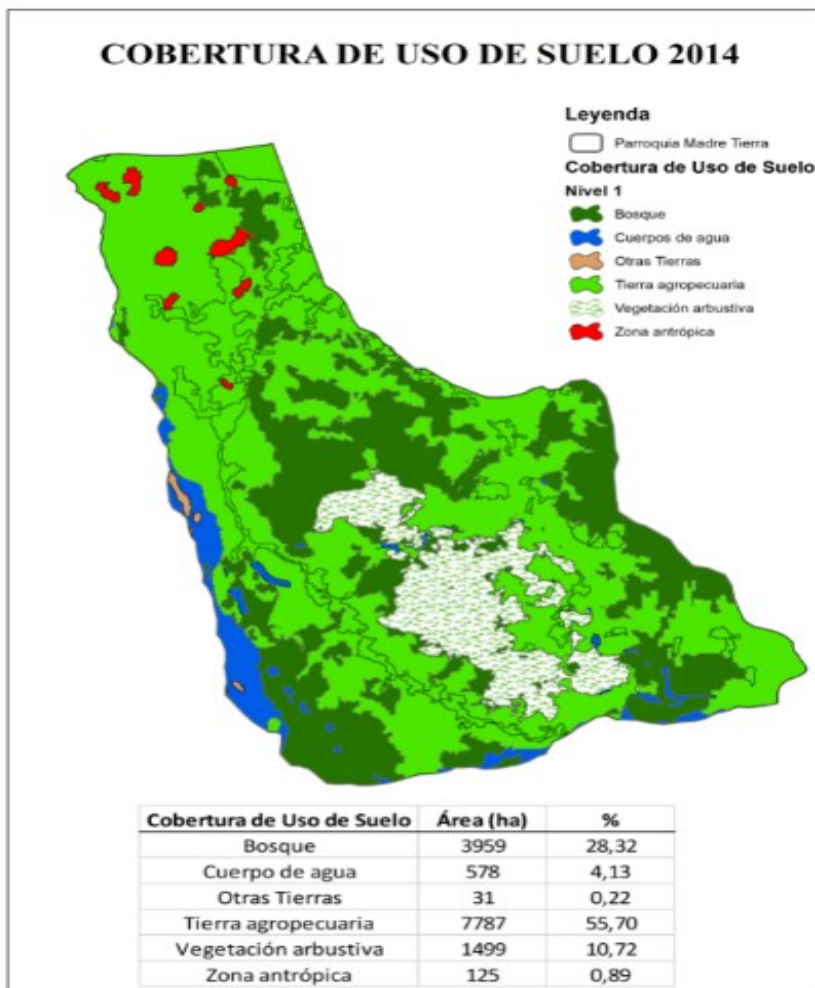 COBERTURA DE USO DE SUELO 2014
Leyenda
Parroquia Madre Tierra
Cobertura de Uso de Suelo
Nivel 1
Bosque
Cuerpos de agua
Otras Tierras
Tierra agropecuaria
Vegetación arbustiva
Zona antrópica
Cobertura de Uso de Suelo Área (ha) %
Bosque 3959 28,32
Cuerpo de agua 578 4,13
Otras Tierras 31 0,22
Tierra agropecuaria 7787 55,70
Vegetación arbustiva 1499 10,72
Zona antrópica 125 0,89